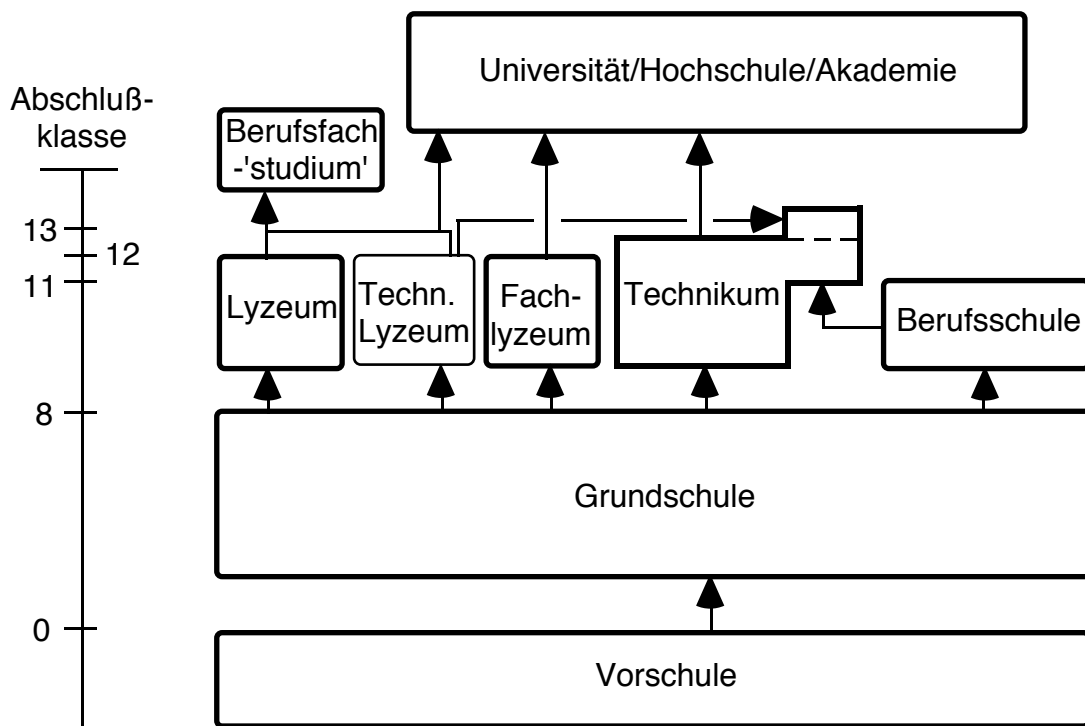 Universität/Hochschule/Akademie
Abschluß-
klasse
Berufsfach
-'studium'
13
12
11
Lyzeum
Techn.
Lyzeum
Fach-
lyzeum
Technikum
Berufsschule
8
Grundschule
0
Vorschule